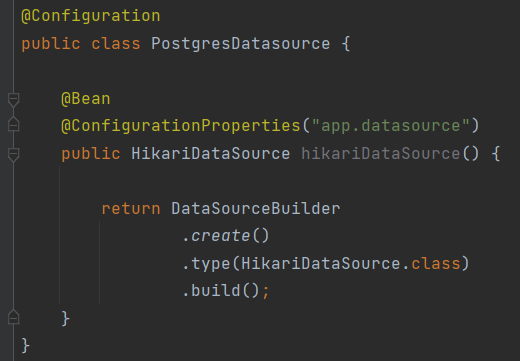 @Configuration
public class PostgresDatasource {
@Bean
@ConfigurationProperties("app.datasource")
public HikariDataSource hikariDataSource() {
return DataSourceBuilder
.create()
.type(HikariDataSource.class)
.build();
}
}